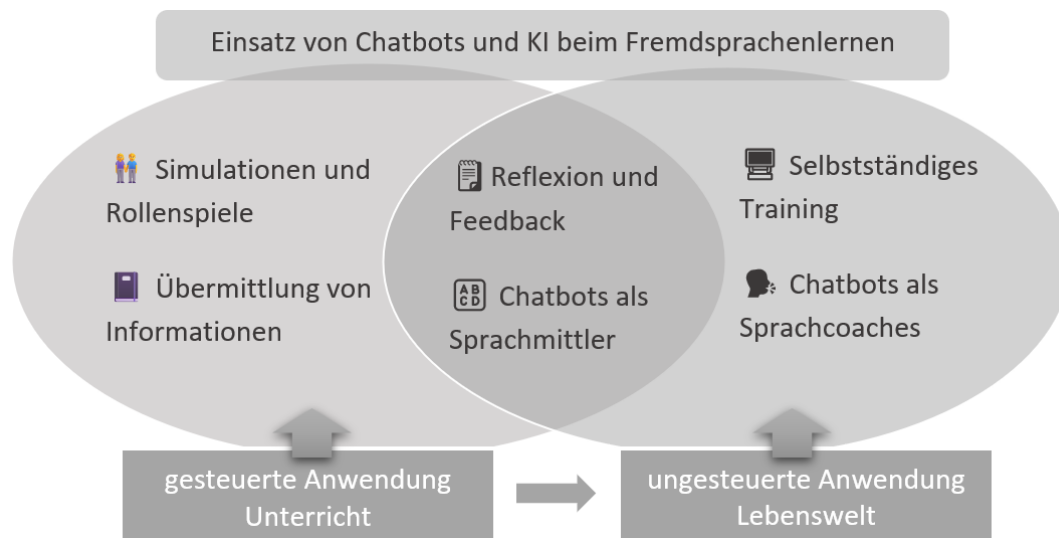 Einsatz von Chatbots und KI beim Fremdsprachenlernen
Simulationen und
Rollenspiele
Übermittlung von
Informationen
Reflexion und
Feedback
ABCD Chatbots als
Sprachmittler
Selbstständiges
Training
Chatbots als
Sprachcoaches
gesteuerte Anwendung
Unterricht
ungesteuerte Anwendung
Lebenswelt